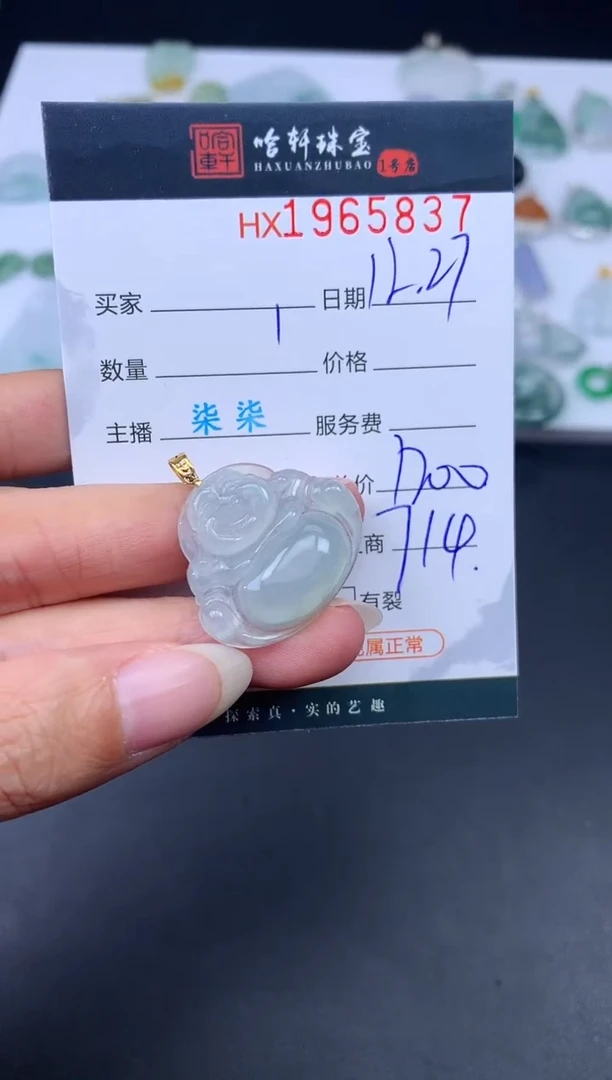 哈轩珠宝
HAXUANZHUBAO 1号店
HX1965837
买家 日期 12.27
数量 1 价格
主播 柒柒 服务费
价 1700
商 714.
有裂
属正常
探索真·实的艺趣